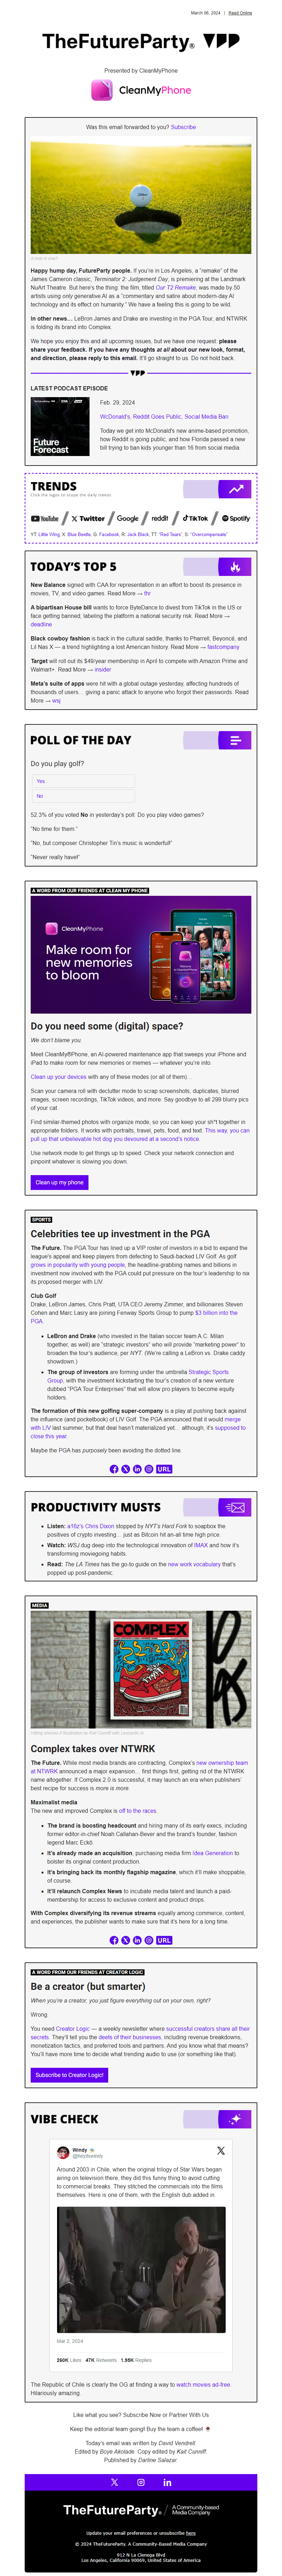 March 06, 2024 | Read Online
TheFutureParty®
Presented by CleanMyPhone
CleanMyPhone
Was this email forwarded to you? Subscribe
Happy hump day, FutureParty people. If you're in Los Angeles, a "remake" of the
James Cameron classic, Terminator 2: Judgement Day, is premiering at the Landmark
NuArt Theatre. But here's the thing: the film, titled Our T2 Remake, was made by 50
artists using only generative AI as a "commentary and satire about modern-day AI
technology and its effect on humanity." We have a feeling this is going to be wild.
In other news… LeBron James and Drake are investing in the PGA Tour, and NTWRK
is folding its brand into Complex.
We hope you enjoy this and all upcoming issues, but we have one request: please
share your feedback. If you have any thoughts at all about our new look, format,
and direction, please reply to this email. It'll go straight to us. Do not hold back.
LATEST PODCAST EPISODE
Future
Forecast
Feb. 29, 2024
McDonald's, Reddit Goes Public, Social Media Ban
Today we get into McDonald's new anime-based promotion,
how Reddit is going public, and how Florida passed a new
bill trying to ban kids younger than 16 from social media.
TRENDS
Click the logos to scope the daily trends
YouTube / Twitter / Google / reddit / TikTok / Spotify
YT: Little Wing, X: Blue Beetle, G: Facebook, R: Jack Black, TT: "Red Tears", S: "Overcompensate"
TODAY'S TOP 5
New Balance signed with CAA for representation in an effort to boost its presence in
movies, TV, and video games. Read More → thr
A bipartisan House bill wants to force ByteDance to divest from TikTok in the US or
face getting banned, labeling the platform a national security risk. Read More →
deadline
Black cowboy fashion is back in the cultural saddle, thanks to Pharrell, Beyoncé, and
Lil Nas X — a trend highlighting a lost American history. Read More → fastcompany
Target will roll out its $49/year membership of perks to compete with Amazon Prime and
Walmart+. Read More → insider
Meta's suite of apps were hit with a global outage yesterday, affecting hundreds of
thousands of users… giving a panic attack to anyone who forgot their passwords. Read
More → wsj
POLL OF THE DAY
Do you play golf?
Yes
No
52.3% of you voted No in yesterday's poll: Do you play video games?
"No time for them."
"No, but composer Christopher Tin's music is wonderful!"
"Never really have!"
A WORD FROM OUR FRIENDS AT CLEAN MY PHONE
CleanMyPhone
Make room for
new memories
to bloom
Do you need some (digital) space?
We don't blame you.
Meet CleanMy®Phone, an AI-powered maintenance app that sweeps your iPhone and
iPad to make room for new memories or memes — whatever you're into.
Clean up your devices with any of these modes (or all of them)…
Scan your camera roll with declutter mode to scrap screenshots, duplicates, blurred
images, screen recordings, TikTok videos, and more. Say goodbye to all 289 blurry pics
of your cat.
Find similar-themed photos with organize mode, so you can keep your sh*t together in
appropriate folders. It works with portraits, travel, pets, food, and text. This way, you can
pull up that unbelievable hot dog you devoured at a second's notice.
Use network mode to get things up to speed. Check your network connection and
pinpoint whatever is slowing you down.
Clean up my phone
SPORTS
Celebrities tee up investment in the PGA
The Future. The PGA Tour has lined up a VIP roster of investors in a bid to expand the
league's appeal and keep players from defecting to Saudi-backed LIV Golf. As golf
grows in popularity with young people, the headline-grabbing names and billions in
investment now involved with the PGA could put pressure on the tour's leadership to nix
its proposed merger with LIV.
Club Golf
Drake, LeBron James, Chris Pratt, UTA CEO Jeremy Zimmer, and billionaires Steven
Cohen and Marc Lasry are joining Fenway Sports Group to pump $3 billion into the
PGA.
LeBron and Drake (who invested in the Italian soccer team A.C. Milan
together, as well) are "strategic investors" who will provide "marketing power" to
broaden the tour's audience, per NYT. (We're calling a LeBron vs. Drake caddy
showdown.)
The group of investors are forming under the umbrella Strategic Sports
Group, with the investment kickstarting the tour's creation of a new venture
dubbed "PGA Tour Enterprises" that will allow pro players to become equity
holders.
The formation of this new golfing super-company is a play at pushing back against
the influence (and pocketbook) of LIV Golf. The PGA announced that it would merge
with LIV last summer, but that deal hasn't materialized yet… although, it's supposed to
close this year.
Maybe the PGA has purposely been avoiding the dotted line.
URL
PRODUCTIVITY MUSTS
Listen: a16z's Chris Dixon stopped by NYT's Hard Fork to soapbox the
positives of crypto investing… just as Bitcoin hit an all time high price.
Watch: WSJ dug deep into the technological innovation of IMAX and how it's
transforming moviegoing habits.
Read: The LA Times has the go-to guide on the new work vocabulary that's
popped up post-pandemic.
MEDIA
COMPLEX
Complex takes over NTWRK
The Future. While most media brands are contracting, Complex's new ownership team
at NTWRK announced a major expansion… first things first, getting rid of the NTWRK
name altogether. If Complex 2.0 is successful, it may launch an era when publishers'
best recipe for success is more is more.
Maximalist media
The new and improved Complex is off to the races.
The brand is boosting headcount and hiring many of its early execs, including
former editor-in-chief Noah Callahan-Bever and the brand's founder, fashion
legend Marc Eckō.
It's already made an acquisition, purchasing media firm Idea Generation to
bolster its original content production.
It's bringing back its monthly flagship magazine, which it'll make shoppable,
of course.
It'll relaunch Complex News to incubate media talent and launch a paid-
membership for access to exclusive content and product drops.
With Complex diversifying its revenue streams equally among commerce, content,
and experiences, the publisher wants to make sure that it's here for a long time.
URL
A WORD FROM OUR FRIENDS AT CREATOR LOGIC
Be a creator (but smarter)
When you're a creator, you just figure everything out on your own, right?
Wrong.
You need Creator Logic — a weekly newsletter where successful creators share all their
secrets. They'll tell you the deets of their businesses, including revenue breakdowns,
monetization tactics, and preferred tools and partners. And you know what that means?
You'll have more time to decide what trending audio to use (or something like that).
Subscribe to Creator Logic!
VIBE CHECK
Windy
@heyitswindy
Around 2003 in Chile, when the original trilogy of Star Wars began
airing on television there, they did this funny thing to avoid cutting
to commercial breaks. They stitched the commercials into the films
themselves. Here is one of them, with the English dub added in.
Mar 2, 2024
260K Likes 47K Retweets 1.95K Replies
The Republic of Chile is clearly the OG at finding a way to watch movies ad-free.
Hilariously amazing.
Like what you see? Subscribe Now or Partner With Us
Keep the editorial team going! Buy the team a coffee!
Today's email was written by David Vendrell.
Edited by Boye Akolade. Copy edited by Kait Cunniff.
Published by Darline Salazar.
TheFutureParty® / A Community-based
Media Company
Update your email preferences or unsubscribe here
© 2024 TheFutureParty. A Community-Based Media Company
912 N La Cienega Blvd
Los Angeles, California 90069, United States of America